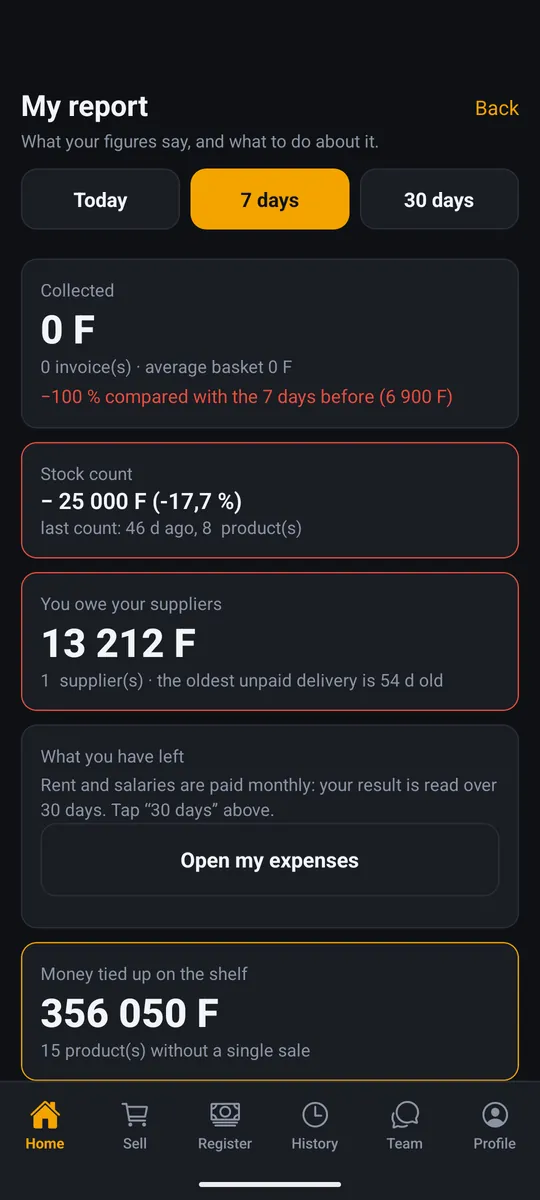 My report
Back
What your figures say, and what to do about it.
Today
7 days
30 days
Collected
0 F
0 invoice(s) · average basket 0 F
−100 % compared with the 7 days before (6 900 F)
Stock count
− 25 000 F (-17,7 %)
last count: 46 d ago, 8  product(s)
You owe your suppliers
13 212 F
1  supplier(s) · the oldest unpaid delivery is 54 d old
What you have left
Rent and salaries are paid monthly: your result is read over
30 days. Tap “30 days” above.
Open my expenses
Money tied up on the shelf
356 050 F
15 product(s) without a single sale
Home
Sell
Register
History
Team
Profile